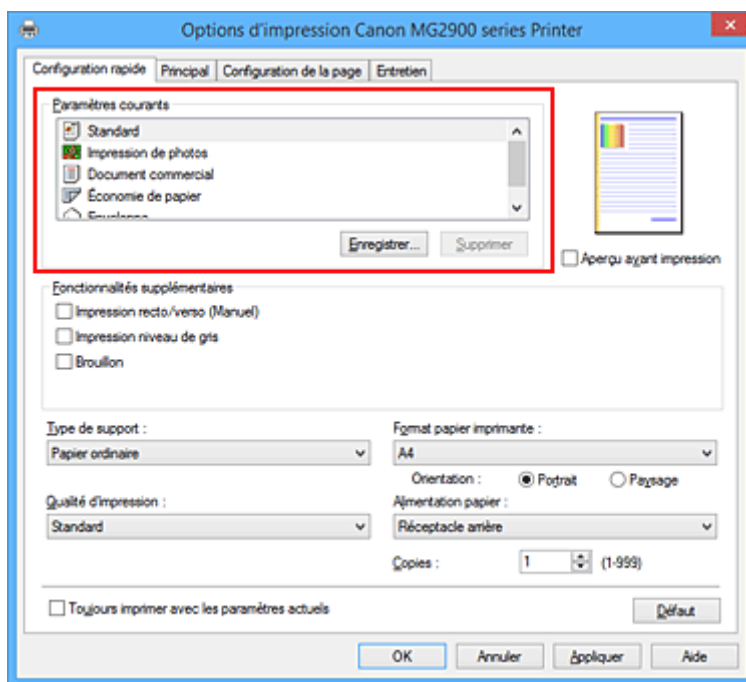 Options d'impression Canon MG2900 series Printer
Configuration rapide Principal Configuration de la page Entretien
Paramètres courants
Standard
Impression de photos
Document commercial
Économie de papier
Enregistrer... Supprimer
Aperçu avant impression
Fonctionnalités supplémentaires
Impression recto/verso (Manuel)
Impression niveau de gris
Brouillon
Type de support :
Papier ordinaire
Format papier imprimante :
A4
Orientation : Portrait Paysage
Qualité d'impression :
Standard
Alimentation papier :
Réceptacle arrière
Copies : 1 (1-999)
Toujours imprimer avec les paramètres actuels
Défaut
OK Annuler Appliquer Aide